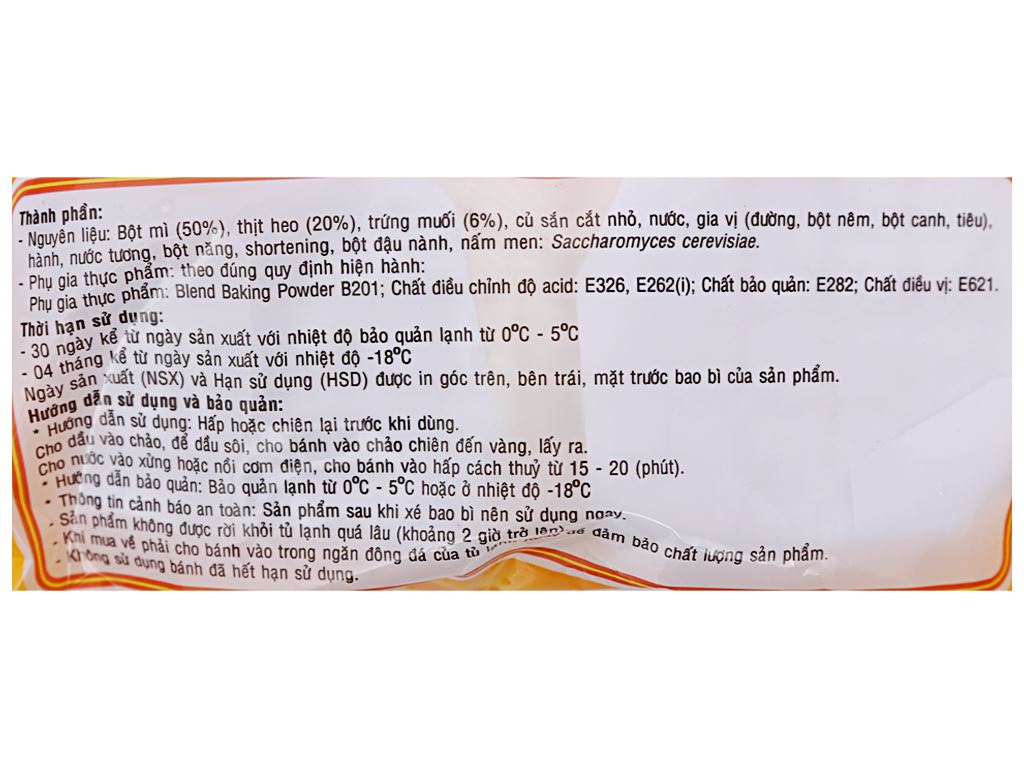 Thành phần:
- Nguyên liệu: Bột mì (50%), thịt heo (20%), trứng muối (6%), củ sắn cắt nhỏ, nước, gia vị (đường, bột nêm, bột canh, tiêu),
hành, nước tương, bột năng, shortening, bột đậu nành, nấm men: Saccharomyces cerevisiae.
- Phụ gia thực phẩm: theo đúng quy định hiện hành:
Phụ gia thực phẩm: Blend Baking Powder B201; Chất điều chỉnh độ acid: E326, E262(i); Chất bảo quản: E282; Chất điều vị: E621.
Thời hạn sử dụng:
- 30 ngày kể từ ngày sản xuất với nhiệt độ bảo quản lạnh từ 0°C - 5°C
- 04 tháng kể từ ngày sản xuất với nhiệt độ -18°C
Ngày sản xuất (NSX) và Hạn sử dụng (HSD) được in góc trên, bên trái, mặt trước bao bì của sản phẩm.
Hướng dẫn sử dụng và bảo quản:
* Hướng dẫn sử dụng: Hấp hoặc chiên lại trước khi dùng.
Cho dầu vào chảo, để dầu sôi, cho bánh vào chảo chiên đến vàng, lấy ra.
Cho nước vào xửng hoặc nồi cơm điện, cho bánh vào hấp cách thuỷ từ 15 - 20 (phút).
* Hướng dẫn bảo quản: Bảo quản lạnh từ 0°C - 5°C hoặc ở nhiệt độ -18°C
* Thông tin cảnh báo an toàn: Sản phẩm sau khi xé bao bì nên sử dụng ngay.
- Sản phẩm không được rời khỏi tủ lạnh quá lâu (khoảng 2 giờ trở lên) để đảm bảo chất lượng sản phẩm.
- Khi mua về phải cho bánh vào trong ngăn đông đá của tủ
- Không sử dụng bánh đã hết hạn sử dụng.